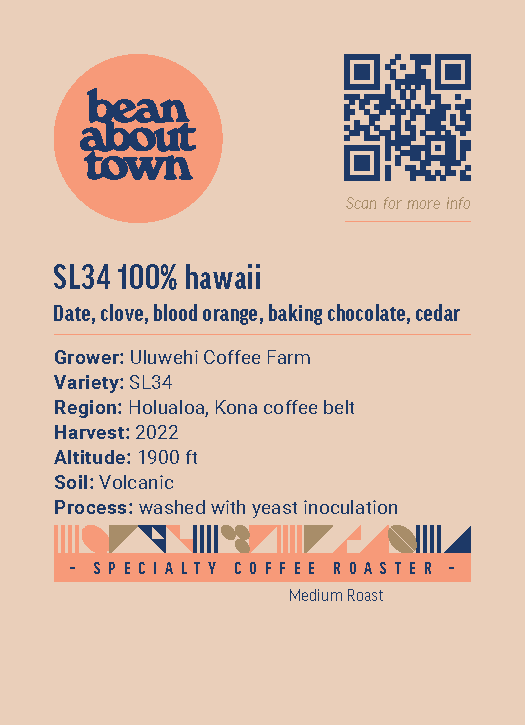 bean
about
town
Scan for more info
SL34 100% hawaii
Date, clove, blood orange, baking chocolate, cedar
Grower: Uluwehi Coffee Farm
Variety: SL34
Region: Holualoa, Kona coffee belt
Harvest: 2022
Altitude: 1900 ft
Soil: Volcanic
Process: washed with yeast inoculation
- SPECIALTY COFFEE ROASTER -
Medium Roast